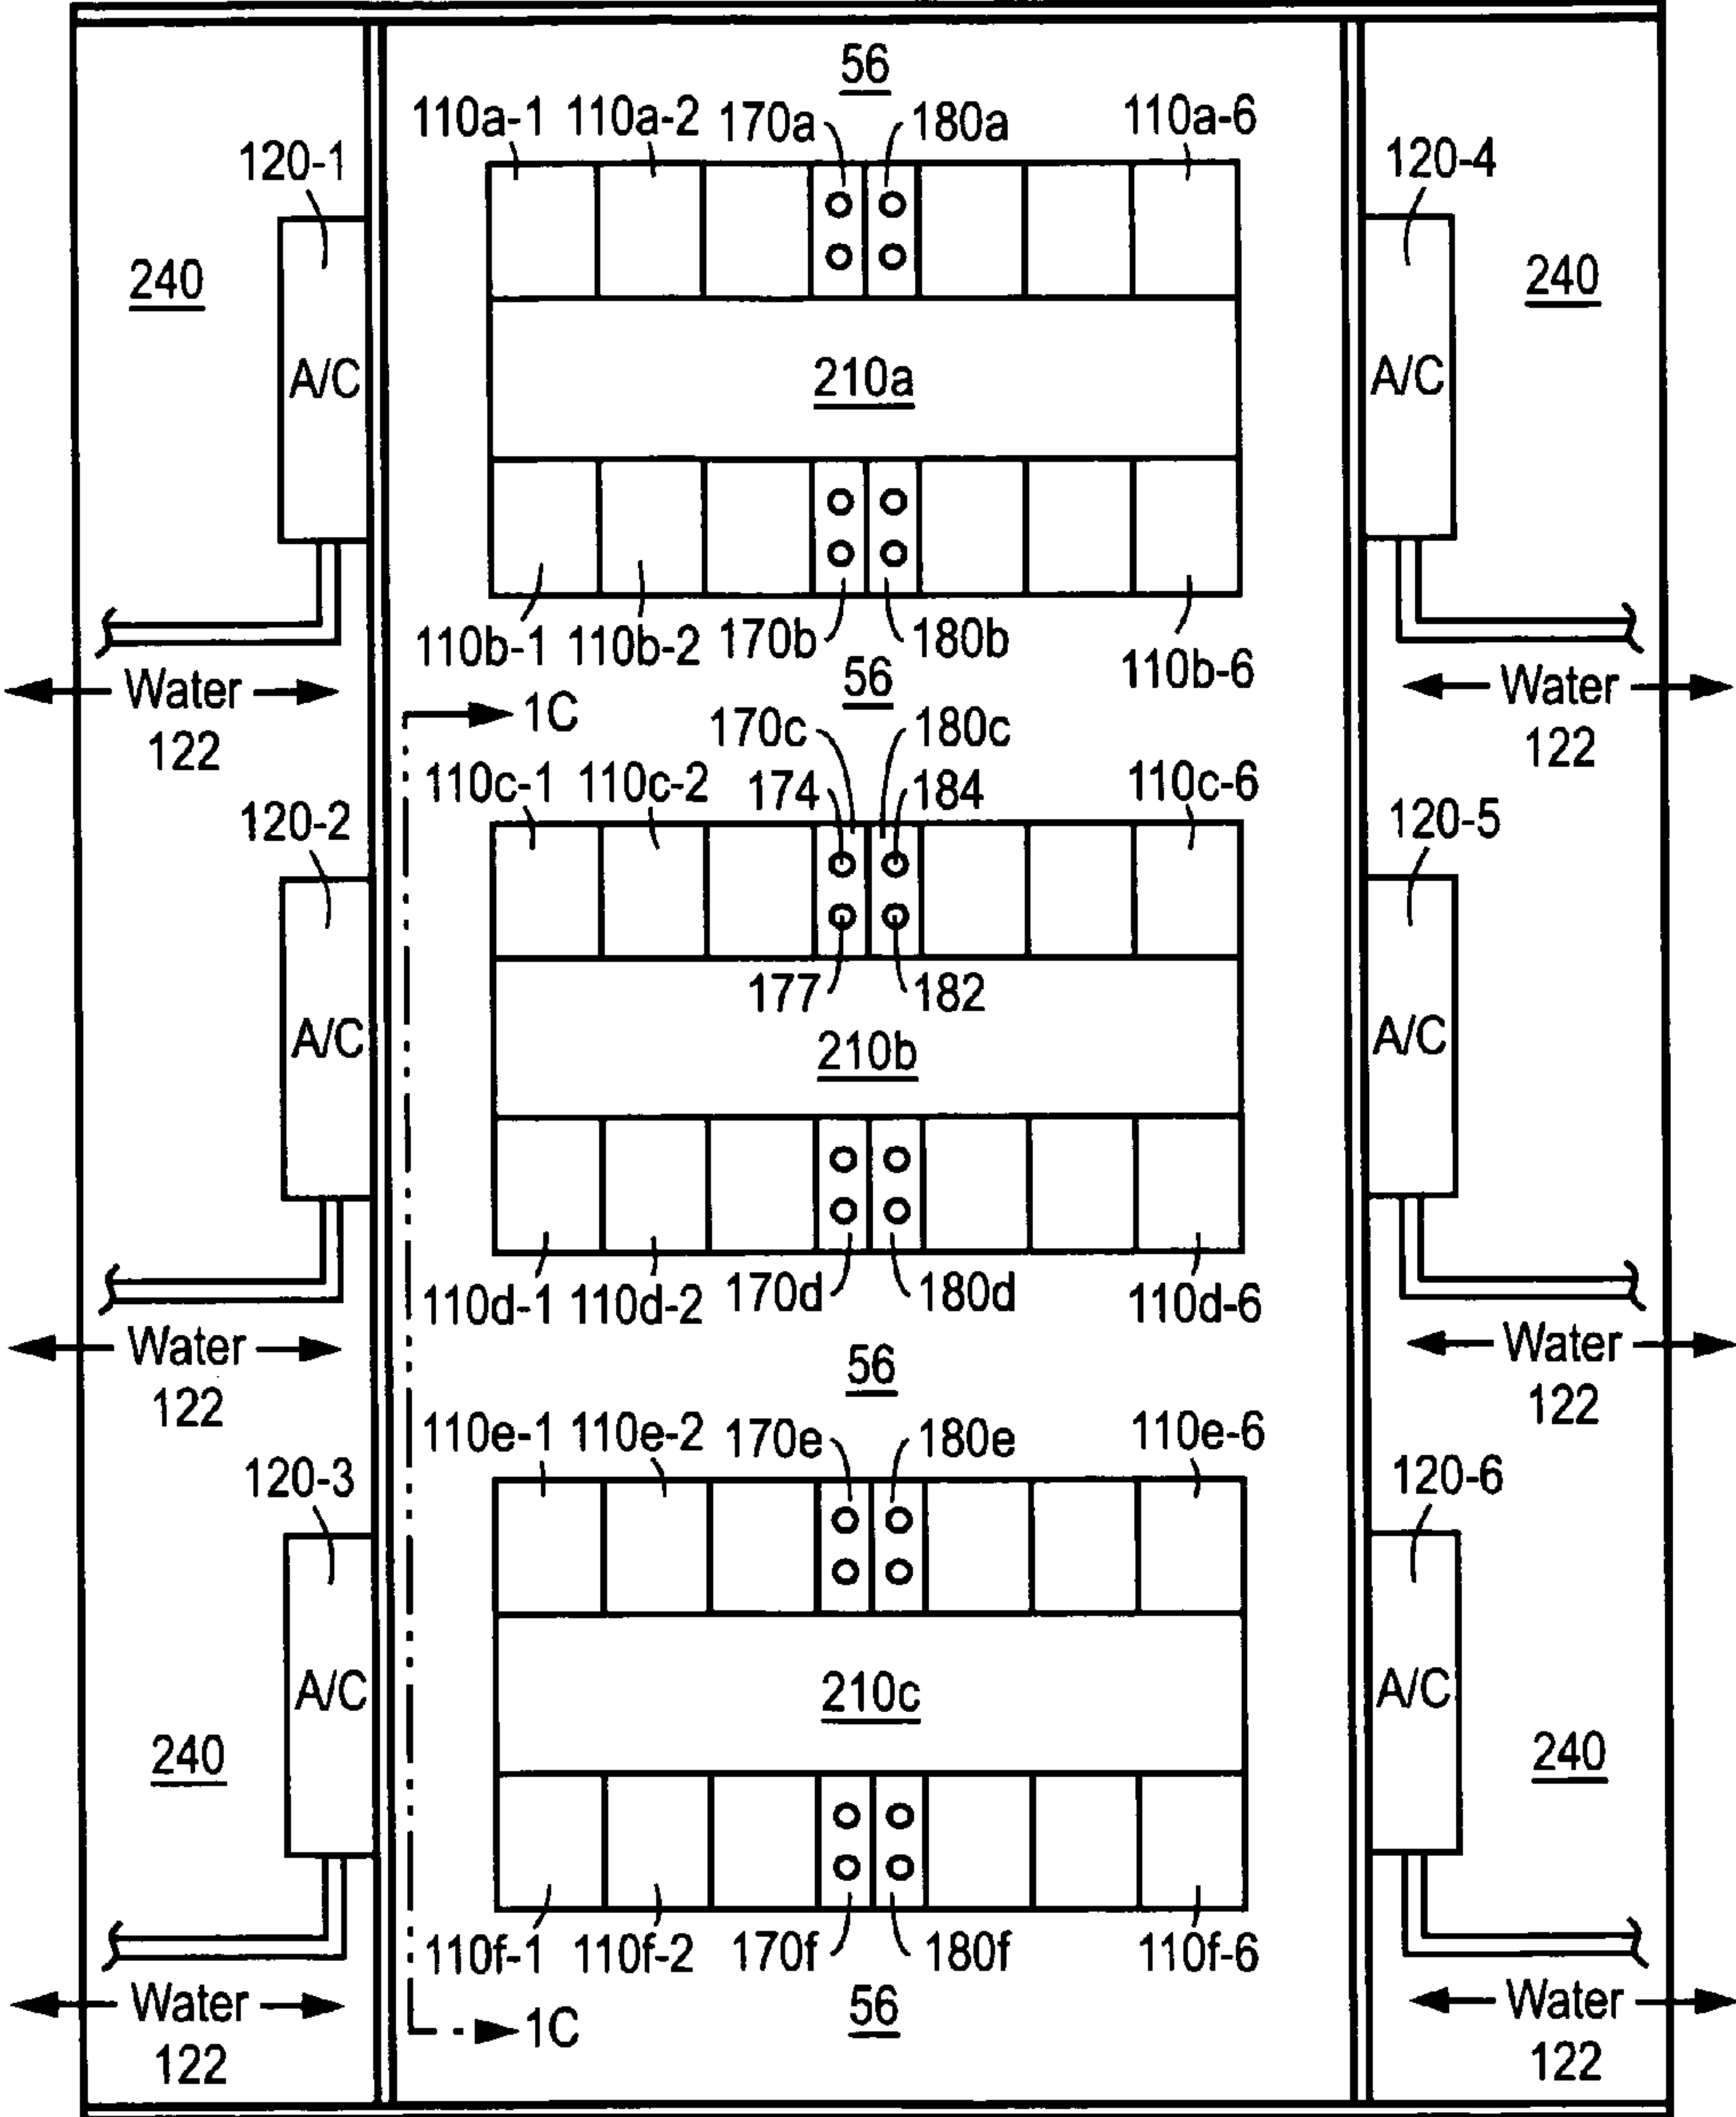 56
110a-1 110a-2 170a 180a 110a-6
120-1 120-4
240 240
A/C 210a A/C
110b-1 110b-2 170b 180b 110b-6
56
Water Water
122 122
1C
170c 180c
110c-1 110c-2 174 184 110c-6
120-2 120-5
177 182
A/C 210b A/C
110d-1 110d-2 170d 180d 110d-6
Water Water
122 122
56
110e-1 110e-2 170e 180e 110e-6
120-3 120-6
A/C 210c A/C
240 240
110f-1 110f-2 170f 180f 110f-6
Water Water
56
1C
122 122